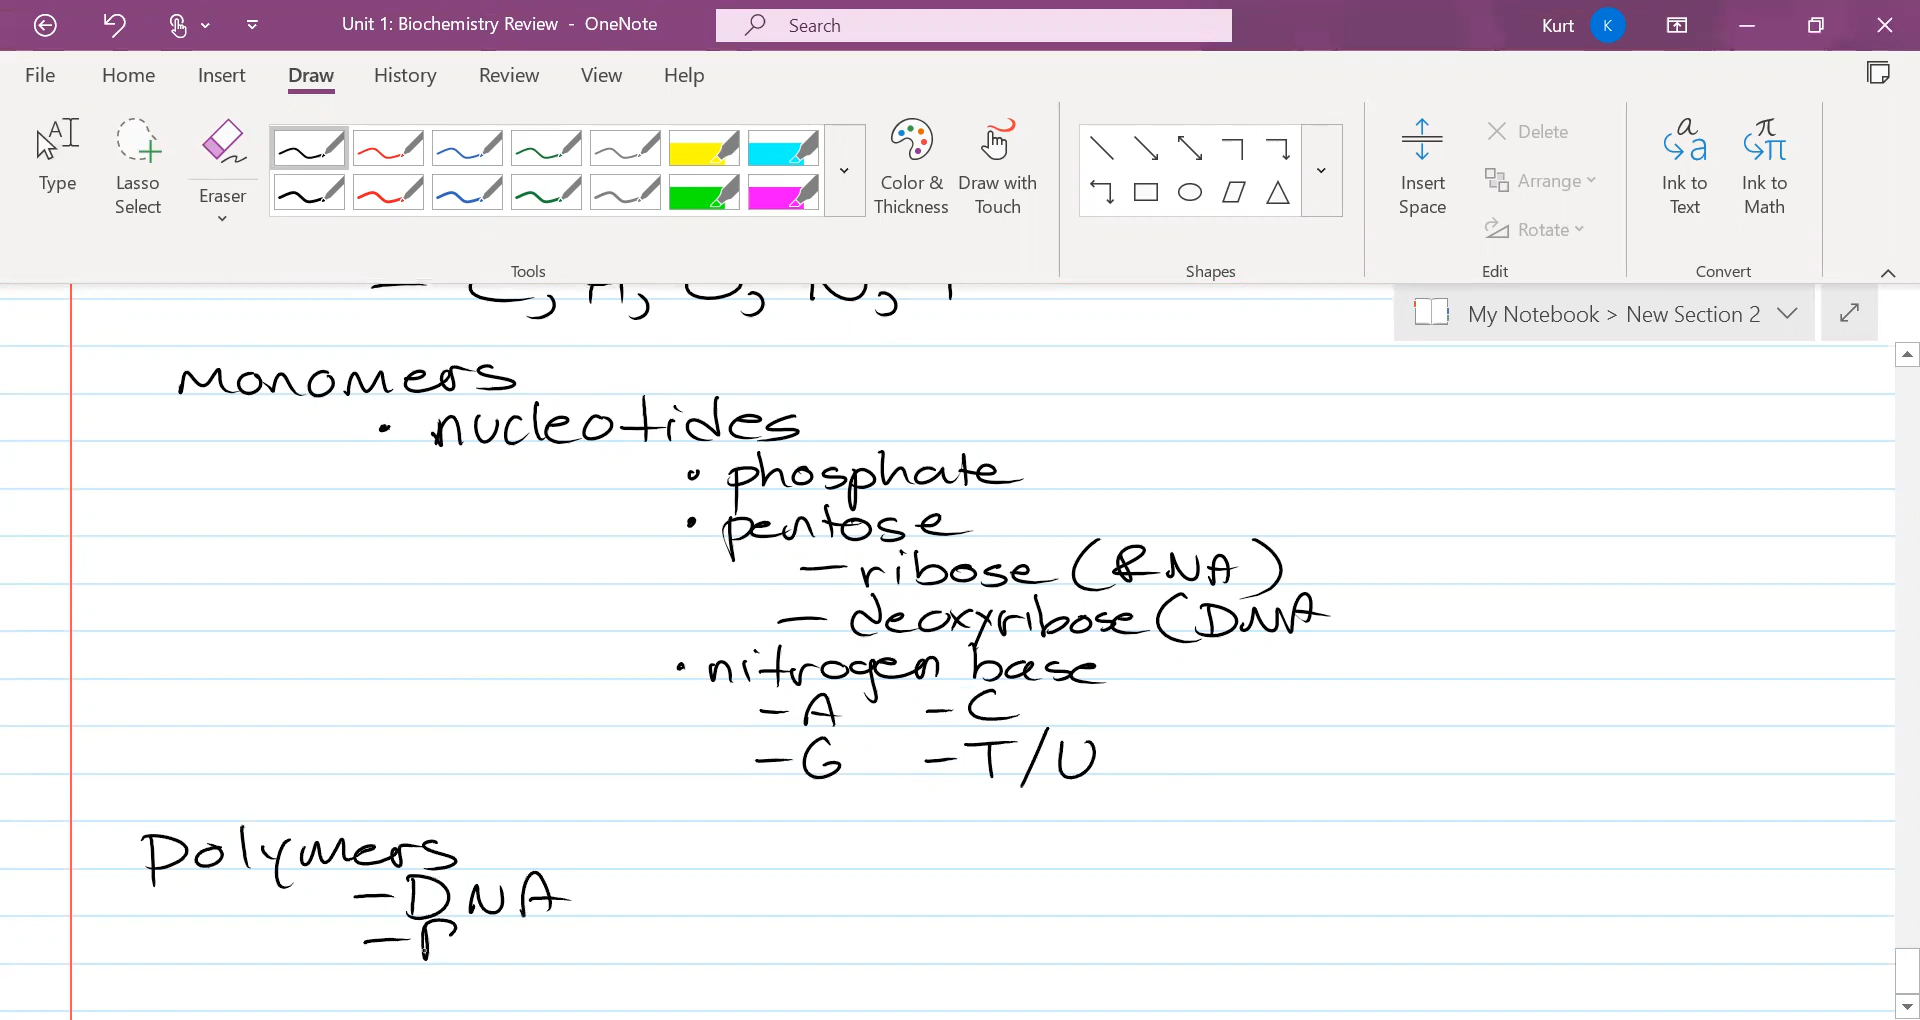 Unit 1: Biochemistry Review - OneNote
Search
Kurt K
File Home Insert Draw History Review View Help
Type
Lasso Select
Eraser
Color & Thickness
Draw with Touch
Insert Space
Delete
Arrange
Rotate
Ink to Text
Ink to Math
Tools
Shapes
Edit
Convert
My Notebook > New Section 2
Monomers
• nucleotides
• phosphate
• pentose
- ribose (RNA)
- deoxyribose (DNA
• nitrogen base
- A - C
- G - T/U
Polymers
- DNA